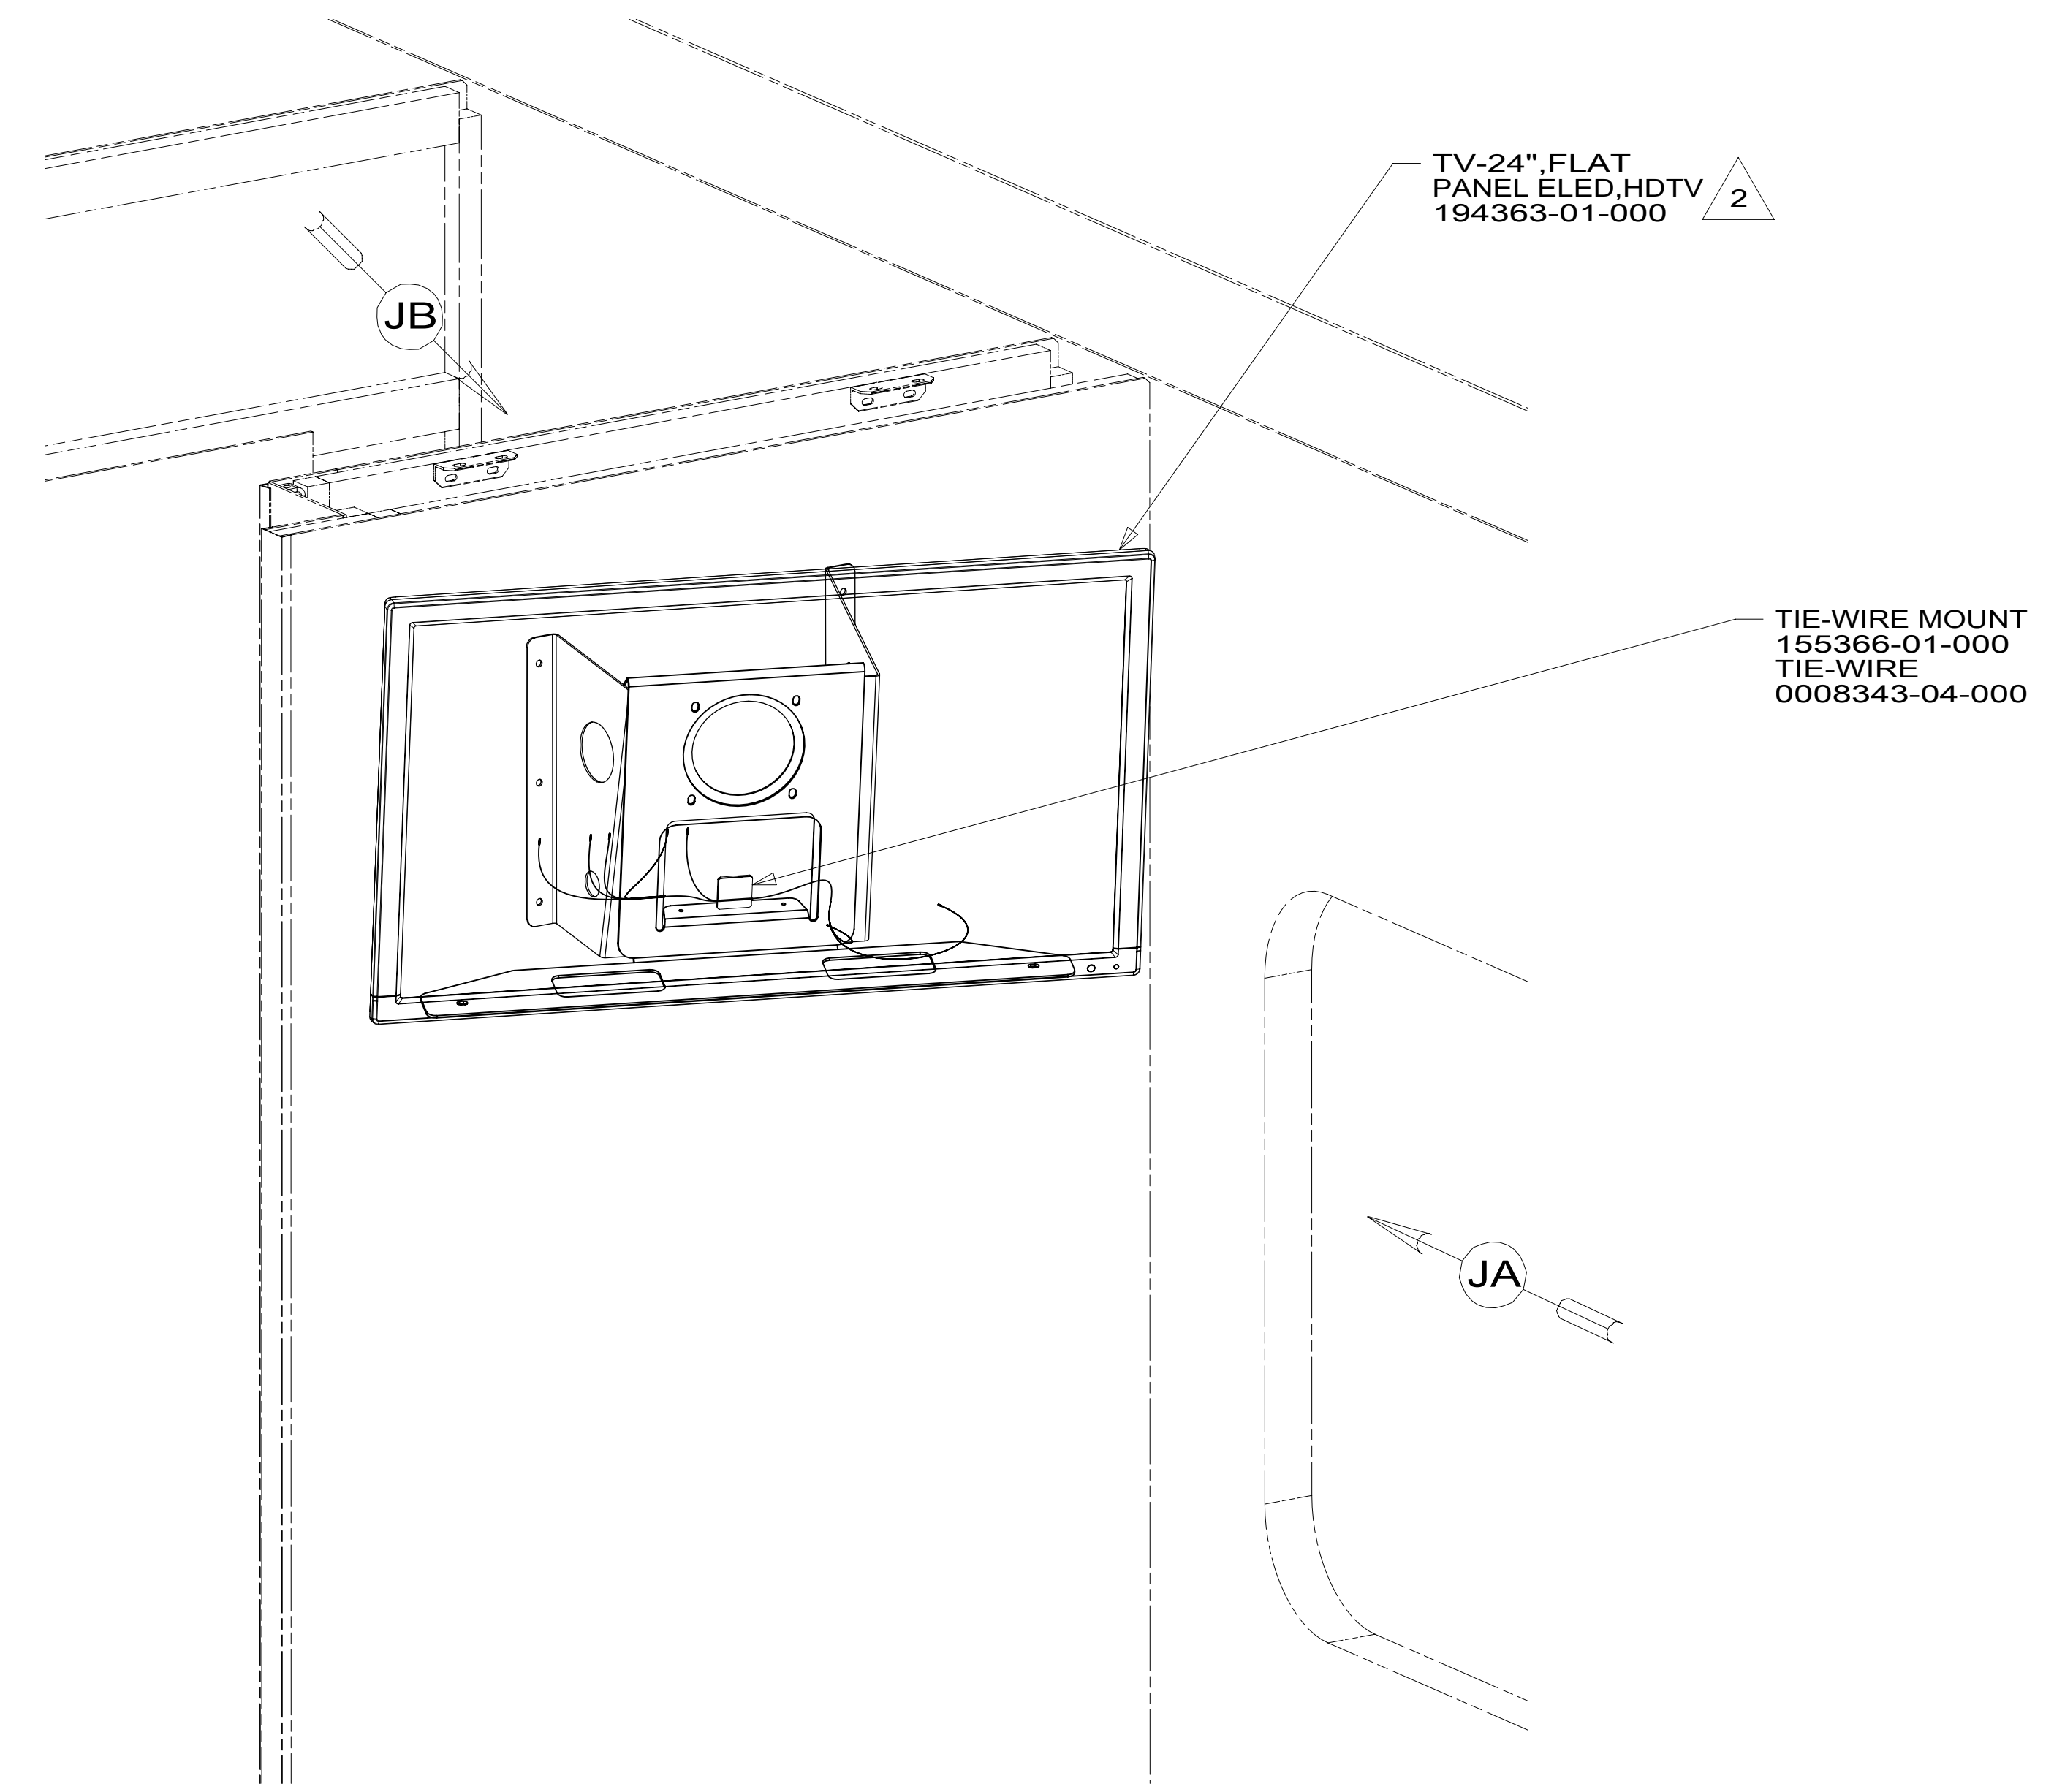 TV-24",FLAT
PANEL ELED,HDTV
194363-01-000
2
JB
TIE-WIRE MOUNT
155366-01-000
TIE-WIRE
0008343-04-000
JA